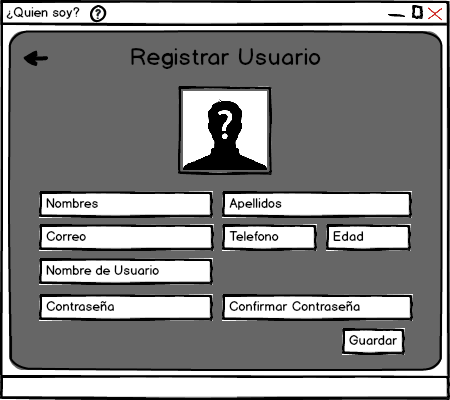 ¿Quien soy? ?
Registrar Usuario
?
Nombres Apellidos
Correo Telefono Edad
Nombre de Usuario
Contraseña Confirmar Contraseña
Guardar